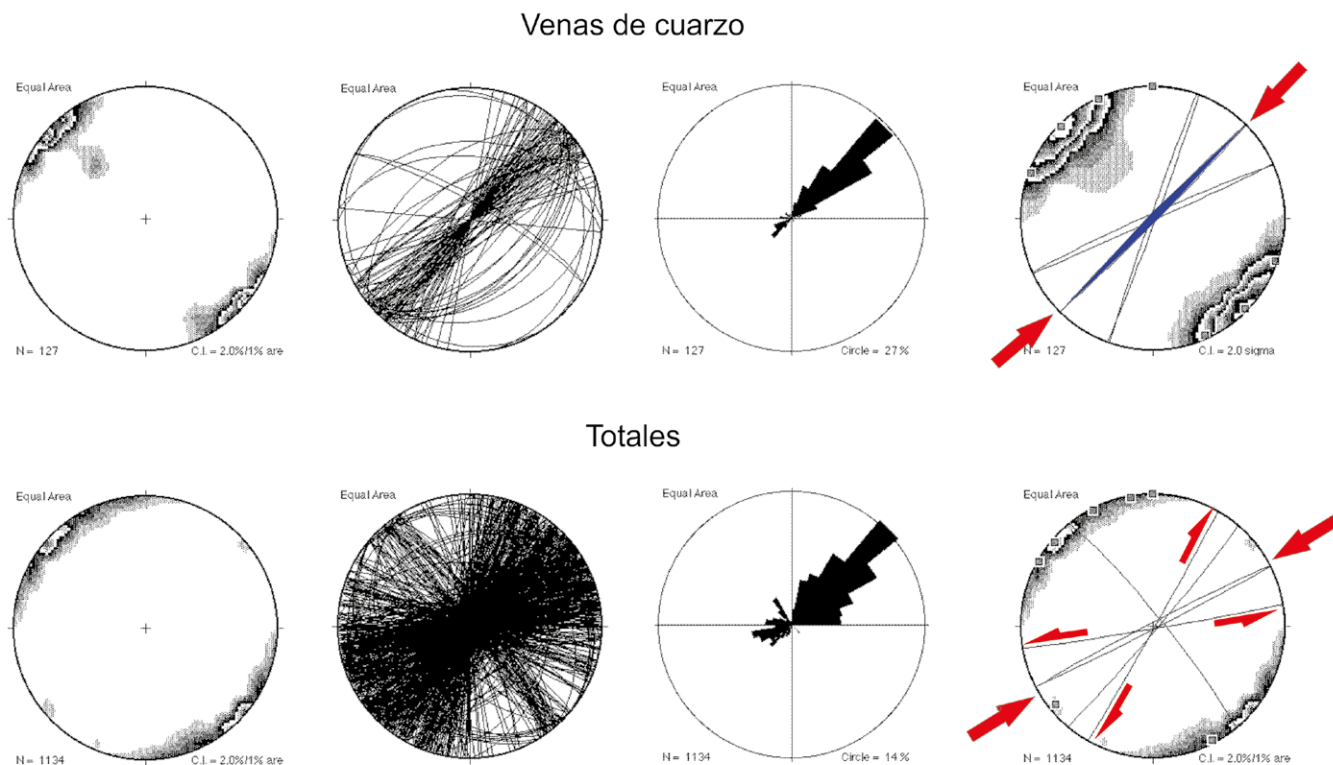 Venas de cuarzo
Equal Area
Equal Area
Equal Area
Equal Area
N = 127
C.I. = 2.0%/1% are
N = 127
N = 127
Circle = 27 %
N = 127
C.I. = 2.0 sigma
Totales
Equal Area
Equal Area
Equal Area
Equal Area
N = 1134
C.I. = 2.0%/1% are
N = 1134
N = 1134
Circle = 14 %
N = 1134
C.I. = 2.0%/1% are